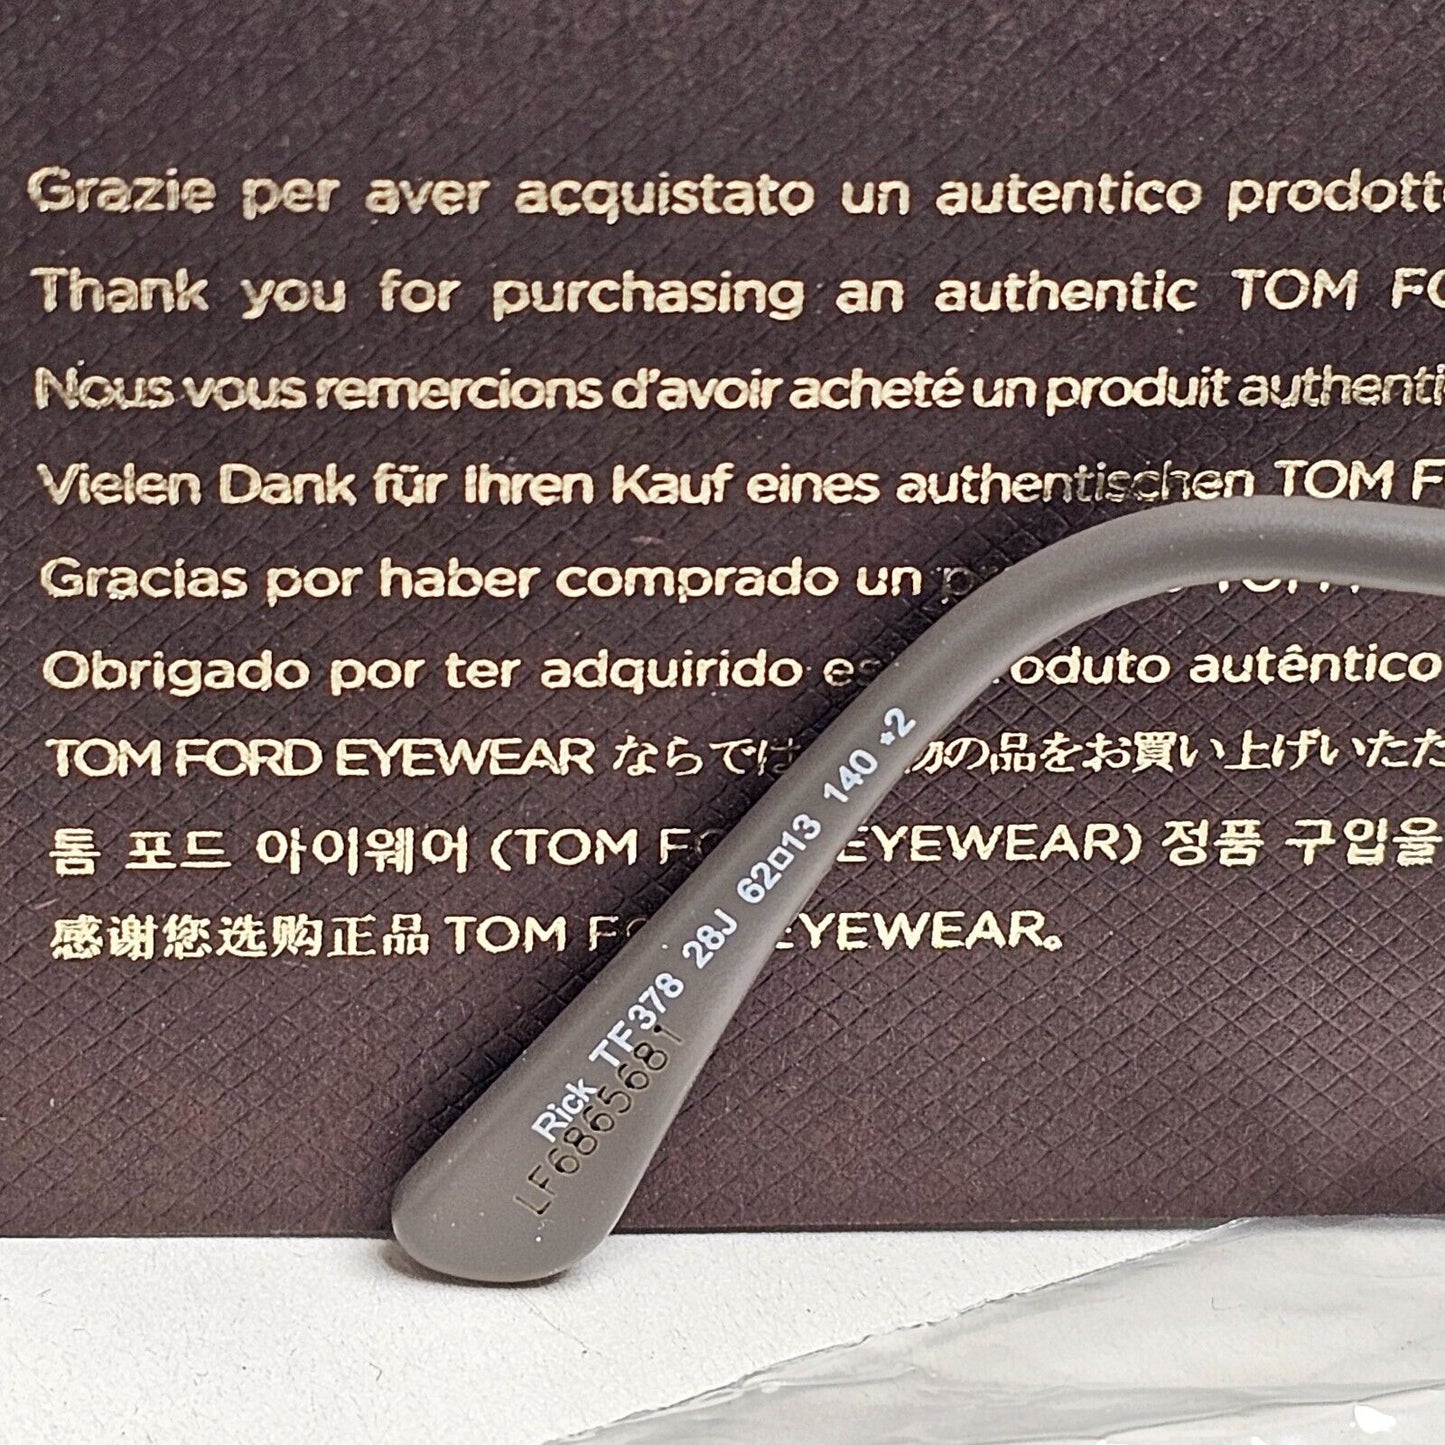 Grazie per aver acquistato un autentico
Thank you for purchasing an authentic TOM
Nous vous remercions d'avoir acheté un produit
Vielen Dank für Ihren Kauf eines authentischen TOM
Gracias por haber comprado un
Obrigado por ter adquirido produto autêntico
TOM FORD EYEWEAR ならでは の品をお買い上げいただ
톰 포드 아이웨어 (TOM EYEWEAR) 정품 구입을
感谢您选购正品 TOM EYEWEAR。
Rick TF378 28J 62□13 140 *2
LF6865681